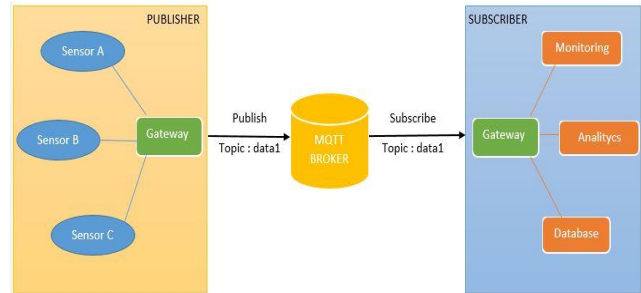 PUBLISHER
Sensor A
Sensor B
Sensor C
Gateway
Publish
Topic : data1
MQTT
BROKER
Subscribe
Topic : data1
SUBSCRIBER
Gateway
Monitoring
Analitycs
Database